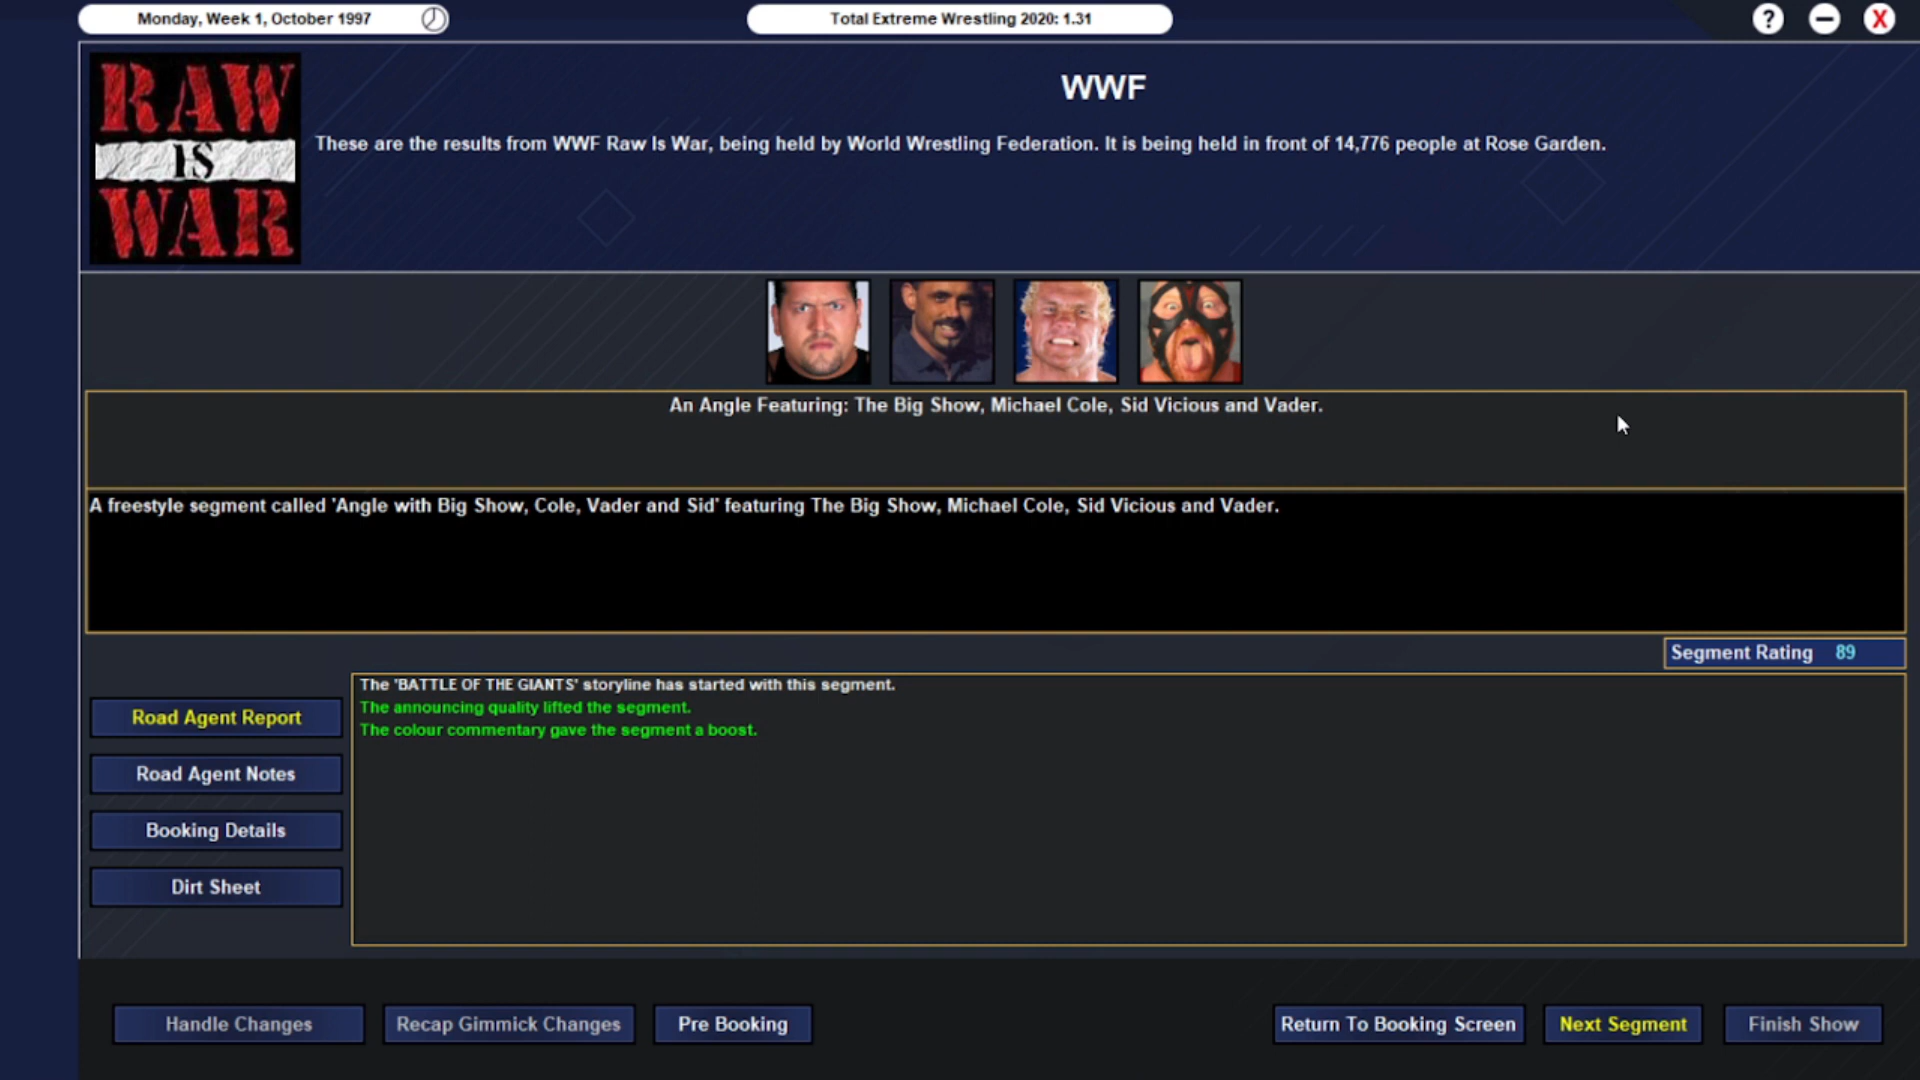 Monday, Week 1, October 1997
Total Extreme Wrestling 2020: 1.31
?
X
RAW
IS
WAR
WWF
These are the results from WWF Raw Is War, being held by World Wrestling Federation. It is being held in front of 14,776 people at Rose Garden.
An Angle Featuring: The Big Show, Michael Cole, Sid Vicious and Vader.
A freestyle segment called 'Angle with Big Show, Cole, Vader and Sid' featuring The Big Show, Michael Cole, Sid Vicious and Vader.
Segment Rating 89
The 'BATTLE OF THE GIANTS' storyline has started with this segment.
The announcing quality lifted the segment.
The colour commentary gave the segment a boost.
Road Agent Report
Road Agent Notes
Booking Details
Dirt Sheet
Handle Changes
Recap Gimmick Changes
Pre Booking
Return To Booking Screen
Next Segment
Finish Show